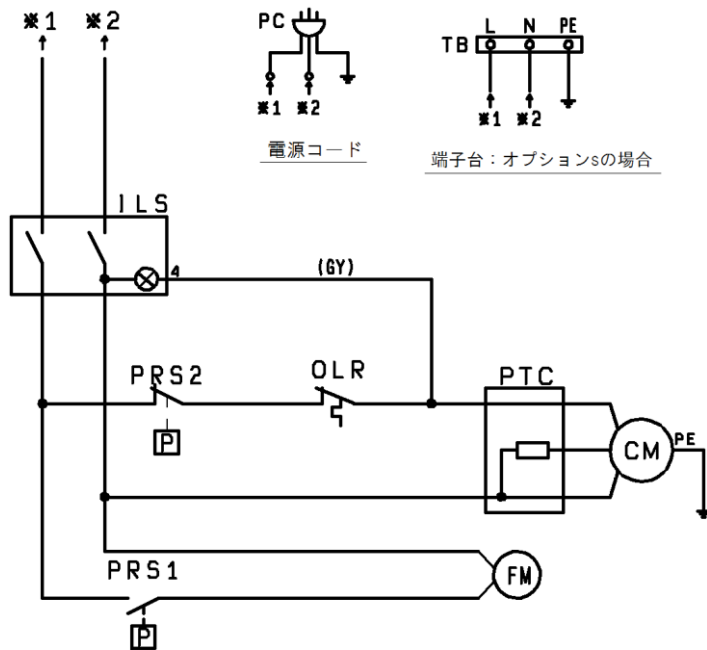 ※1 ※2
PC
※1 ※2
電源コード
L N PE
TB
※1 ※2
端子台：オプションsの場合
ILS
4
(GY)
PRS2
P
OLR
PTC
CM
PE
PRS1
P
FM